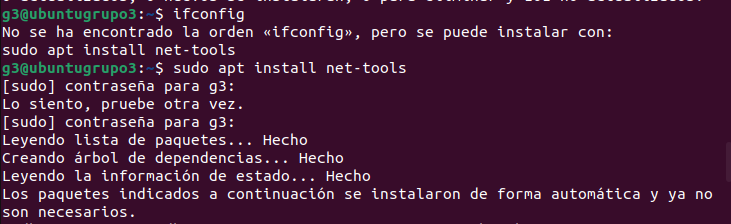 g3@ubuntugrupo3:~$ ifconfig
No se ha encontrado la orden «ifconfig», pero se puede instalar con:
sudo apt install net-tools
g3@ubuntugrupo3:~$ sudo apt install net-tools
[sudo] contraseña para g3:
Lo siento, pruebe otra vez.
[sudo] contraseña para g3:
Leyendo lista de paquetes... Hecho
Creando árbol de dependencias... Hecho
Leyendo la información de estado... Hecho
Los paquetes indicados a continuación se instalaron de forma automática y ya no
son necesarios.